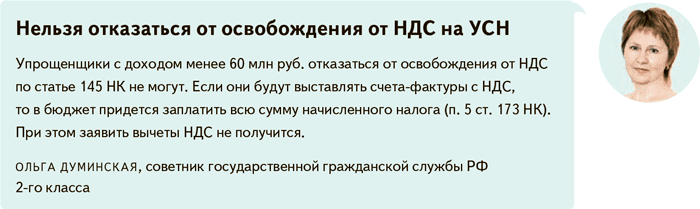 Нельзя отказаться от освобождения от НДС на УСН
Упрощенщики с доходом менее 60 млн руб. отказаться от освобождения от НДС
по статье 145 НК не могут. Если они будут выставлять счета-фактуры с НДС,
то в бюджет придется заплатить всю сумму начисленного налога (п. 5 ст. 173 НК).
При этом заявить вычеты НДС не получится.
ОЛЬГА ДУМИНСКАЯ, советник государственной гражданской службы РФ
2-го класса